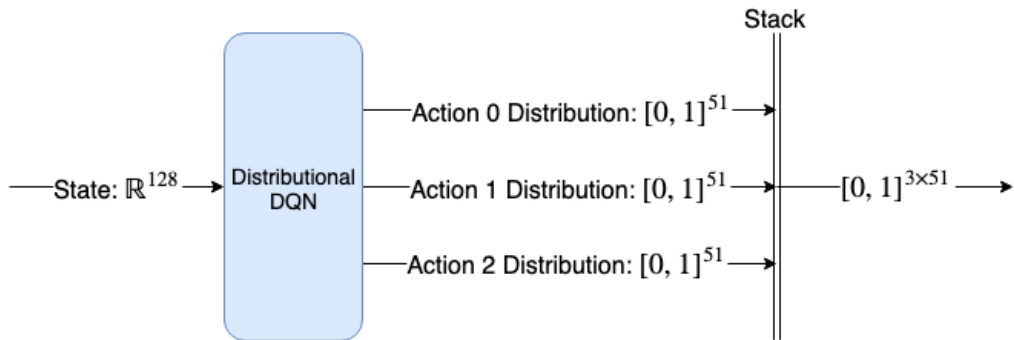 Stack
Action 0 Distribution: [0, 1]^51
State: ℝ^128
Distributional
DQN
Action 1 Distribution: [0, 1]^51
[0, 1]^3×51
Action 2 Distribution: [0, 1]^51